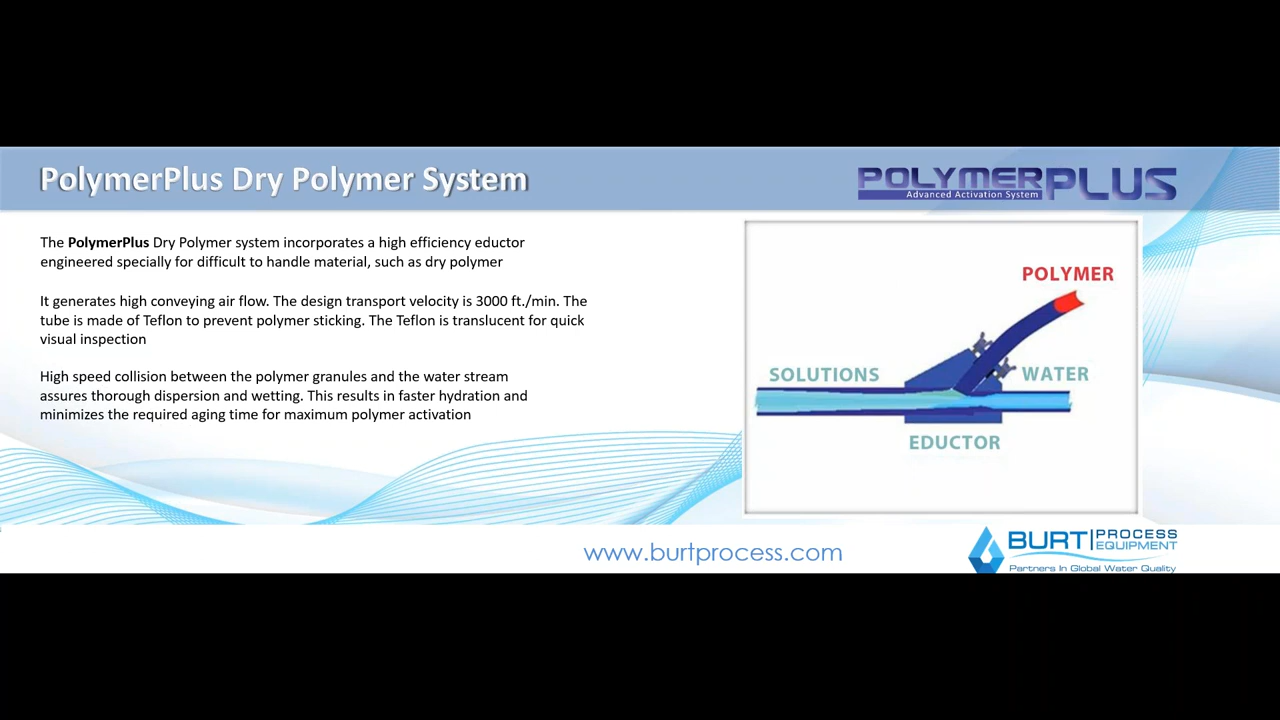 PolymerPlus Dry Polymer System
POLYMERPLUS
Advanced Activation System
The PolymerPlus Dry Polymer system incorporates a high efficiency eductor
engineered specially for difficult to handle material, such as dry polymer
It generates high conveying air flow. The design transport velocity is 3000 ft./min. The
tube is made of Teflon to prevent polymer sticking. The Teflon is translucent for quick
visual inspection
High speed collision between the polymer granules and the water stream
assures thorough dispersion and wetting. This results in faster hydration and
minimizes the required aging time for maximum polymer activation
POLYMER
SOLUTIONS
WATER
EDUCTOR
www.burtprocess.com
BURT PROCESS
EQUIPMENT
Partners In Global Water Quality